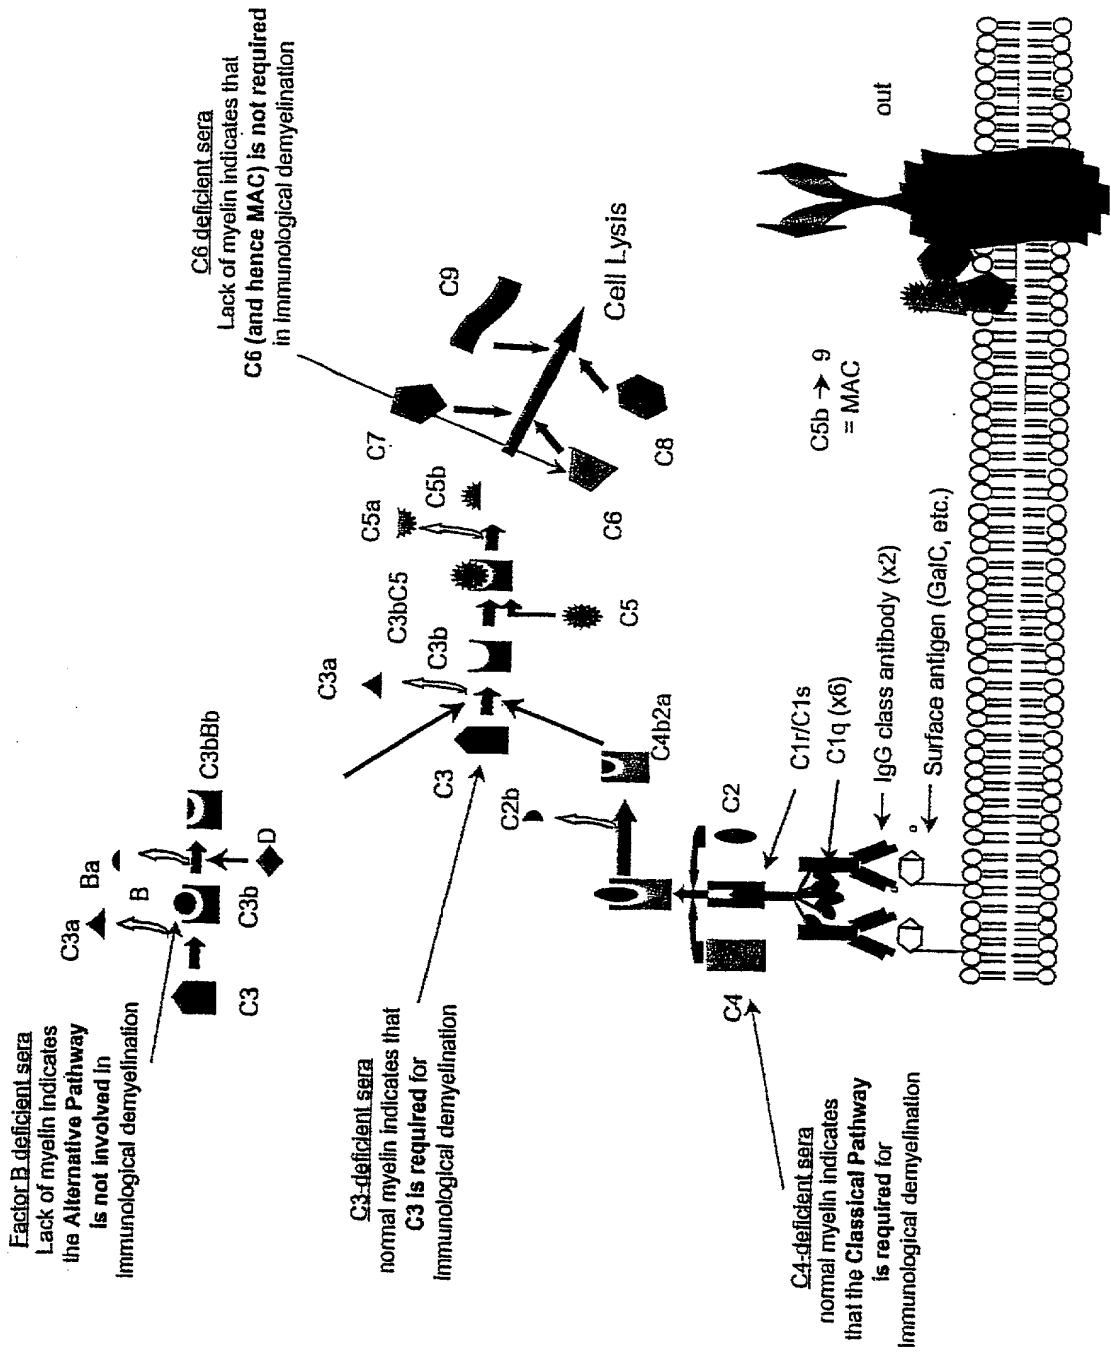 Factor B deficient sera
Lack of myelin indicates
the Alternative Pathway
is not involved in
immunological demyelination
C3a
Ba
B
C3
C3b
D
C3bBb
C3-deficient sera
normal myelin indicates that
C3 is required for
immunological demyelination
C3
C3a
C3b
C3bC5
C5
C5a
C5b
C6 deficient sera
Lack of myelin indicates that
C6 (and hence MAC) is not required
in immunological demyelination
C7
C9
C6
C8
Cell Lysis
C4-deficient sera
normal myelin indicates
that the Classical Pathway
is required for
immunological demyelination
C4
C2
C2b
C4b2a
C1r/C1s
C1q (x6)
IgG class antibody (x2)
Surface antigen (GalC, etc.)
C5b → 9
= MAC
out